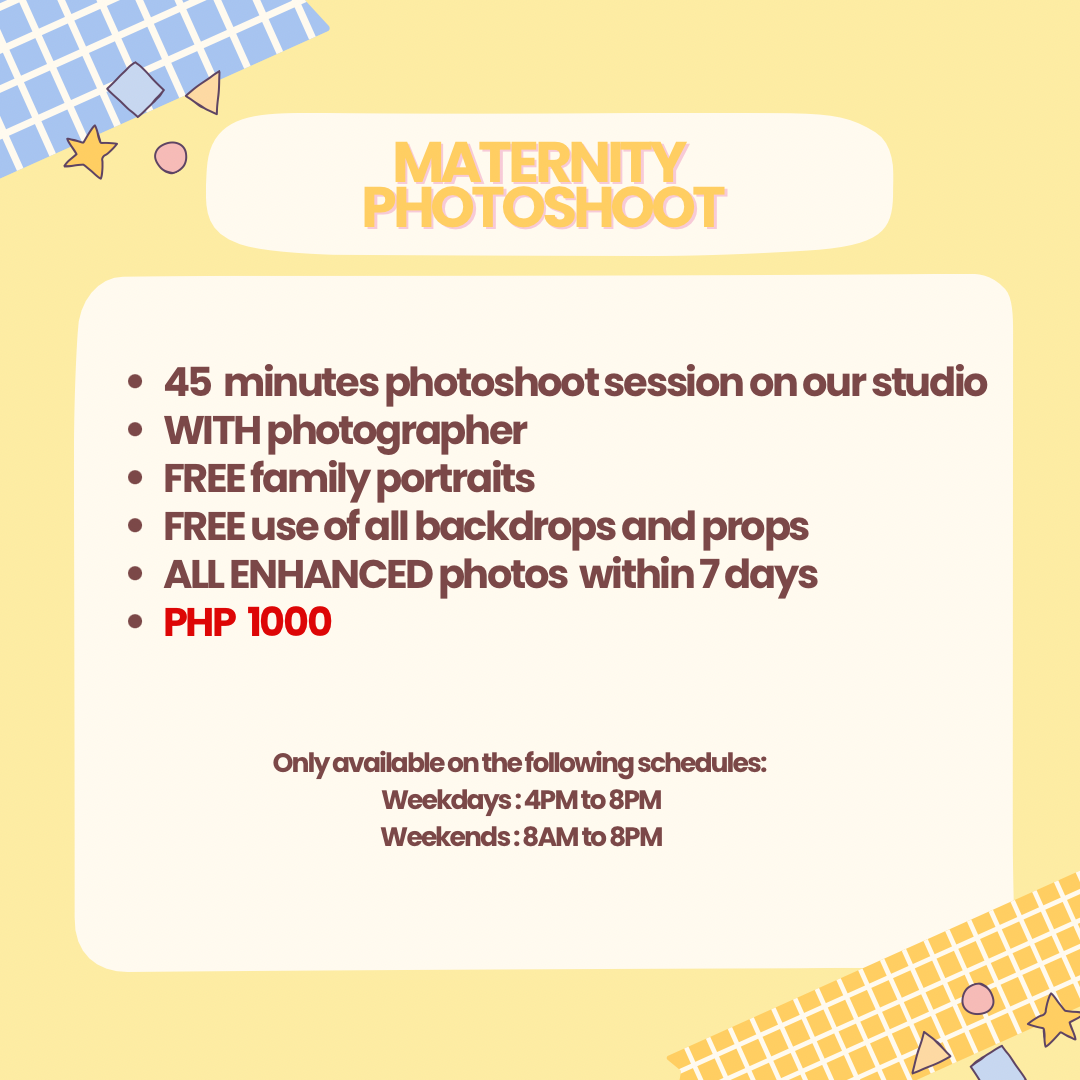 MATERNITY
PHOTOSHOOT
• 45 minutes photoshoot session on our studio
• WITH photographer
• FREE family portraits
• FREE use of all backdrops and props
• ALL ENHANCED photos within 7 days
• PHP 1000
Only available on the following schedules:
Weekdays : 4PM to 8PM
Weekends : 8AM to 8PM